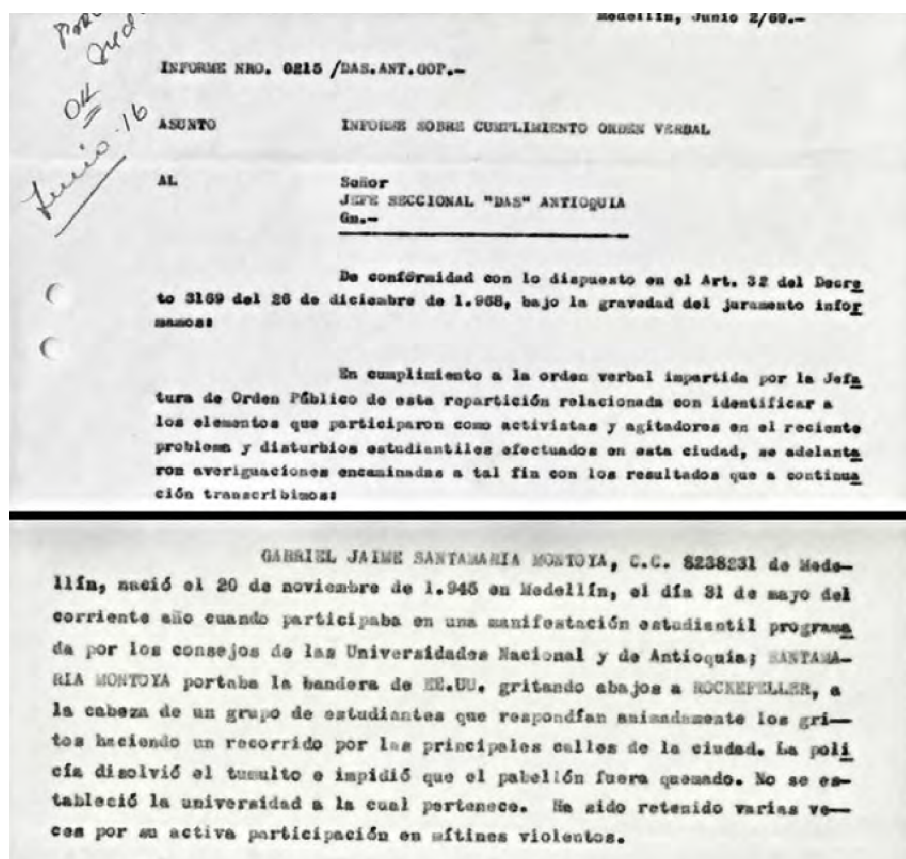 Medellín, Junio 2/69.-
OK
Junio 16
INFORME NRO. 0215 /DAS.ANT.GOP.-
ASUNTO INFORME SOBRE CUMPLIMIENTO ORDEN VERBAL
AL Señor
JEFE SECCIONAL "DAS" ANTIOQUIA
Gn.-
De conformidad con lo dispuesto en el Art. 32 del Decre
to 3169 del 26 de diciembre de 1.968, bajo la gravedad del juramento infor
mamos:
En cumplimiento a la orden verbal impartida por la Jefa
tura de Orden Público de esta repartición relacionada con identificar a
los elementos que participaron como activistas y agitadores en el reciente
problema y disturbios estudiantiles efectuados en esta ciudad, se adelanta
ron averiguaciones encaminadas a tal fin con los resultados que a continua
ción transcribimos:
GABRIEL JAIME SANTAMARIA MONTOYA, C.C. 8238231 de Mede-
llín, nació el 20 de noviembre de 1.945 en Medellín, el día 31 de mayo del
corriente año cuando participaba en una manifestación estudiantil programa
da por los consejos de las Universidades Nacional y de Antioquia; SANTAMA-
RIA MONTOYA portaba la bandera de EE.UU. gritando abajos a ROCKEFELLER, a
la cabeza de un grupo de estudiantes que respondían animadamente los gri-
tos haciendo un recorrido por las principales calles de la ciudad. La poli
cía disolvió el tumulto e impidió que el pabellón fuera quemado. No se es-
tableció la universidad a la cual pertenece. Ha sido retenido varias ve-
ces por su activa participación en mítines violentos.